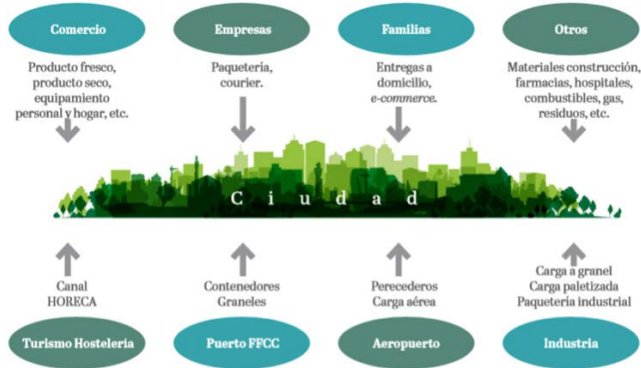 Comercio
Producto fresco,
producto seco,
equipamiento
personal y hogar, etc.
Empresas
Paquetería,
courier.
Familias
Entregas a
domicilio,
e-commerce.
Otros
Materiales construcción,
farmacias, hospitales,
combustibles, gas,
residuos, etc.
Ciudad
Canal
HORECA
Turismo Hostelería
Contenedores
Graneles
Puerto FFCC
Perecederos
Carga aérea
Aeropuerto
Carga a granel
Carga paletizada
Paquetería industrial
Industria